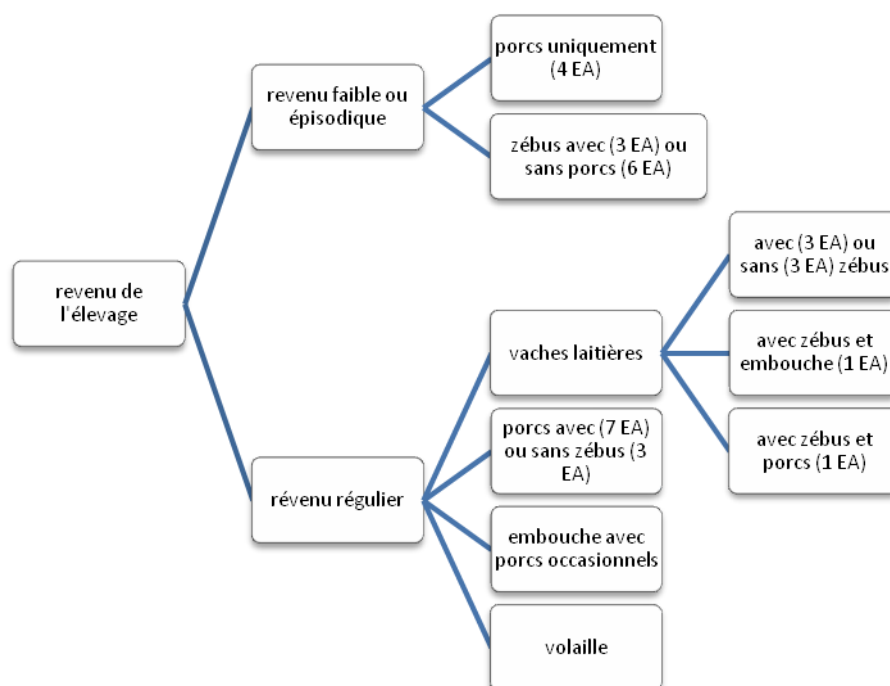 porcs uniquement
(4 EA)
revenu faible ou
épisodique
zébus avec (3 EA) ou
sans porcs (6 EA)
avec (3 EA) ou
sans (3 EA) zébus
revenu de
l'élevage
vaches laitières
avec zébus et
embouche (1 EA)
porcs avec (7 EA)
ou sans zébus (3
EA)
avec zébus et
porcs (1 EA)
révenu régulier
embouche avec
porcs occasionnels
volaille